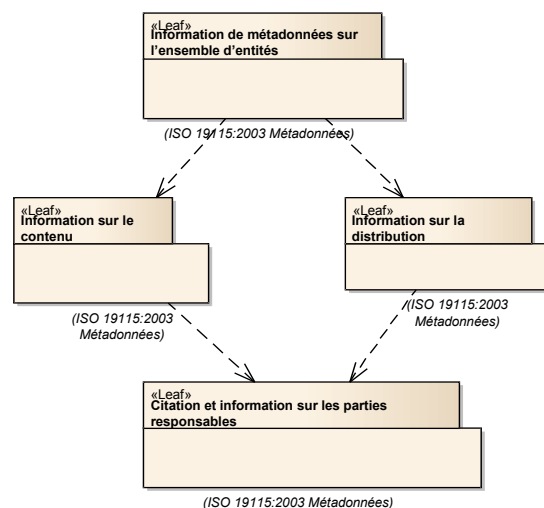 «Leaf»
Information de métadonnées sur
l'ensemble d'entités
(ISO 19115:2003 Métadonnées)
«Leaf»
Information sur le
contenu
(ISO 19115:2003
Métadonnées)
«Leaf»
Information sur la
distribution
(ISO 19115:2003
Métadonnées)
«Leaf»
Citation et information sur les parties
responsables
(ISO 19115:2003 Métadonnées)